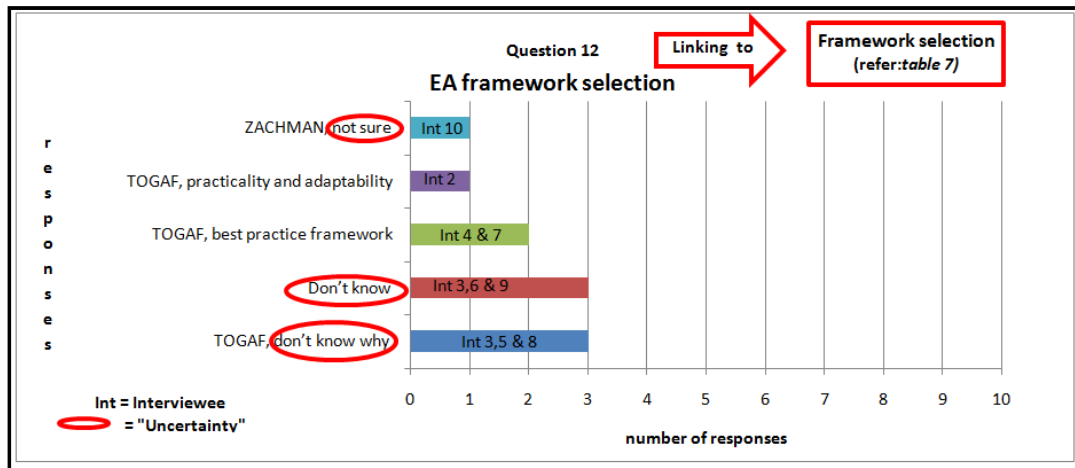 Question 12
Linking to
Framework selection
(refer:table 7)
EA framework selection
responses
ZACHMAN, not sure
Int 10
TOGAF, practicality and adaptability
Int 2
TOGAF, best practice framework
Int 4 & 7
Don't know
Int 3,6 & 9
TOGAF, don't know why
Int 3,5 & 8
0 1 2 3 4 5 6 7 8 9 10
number of responses
Int = Interviewee
= "Uncertainty"